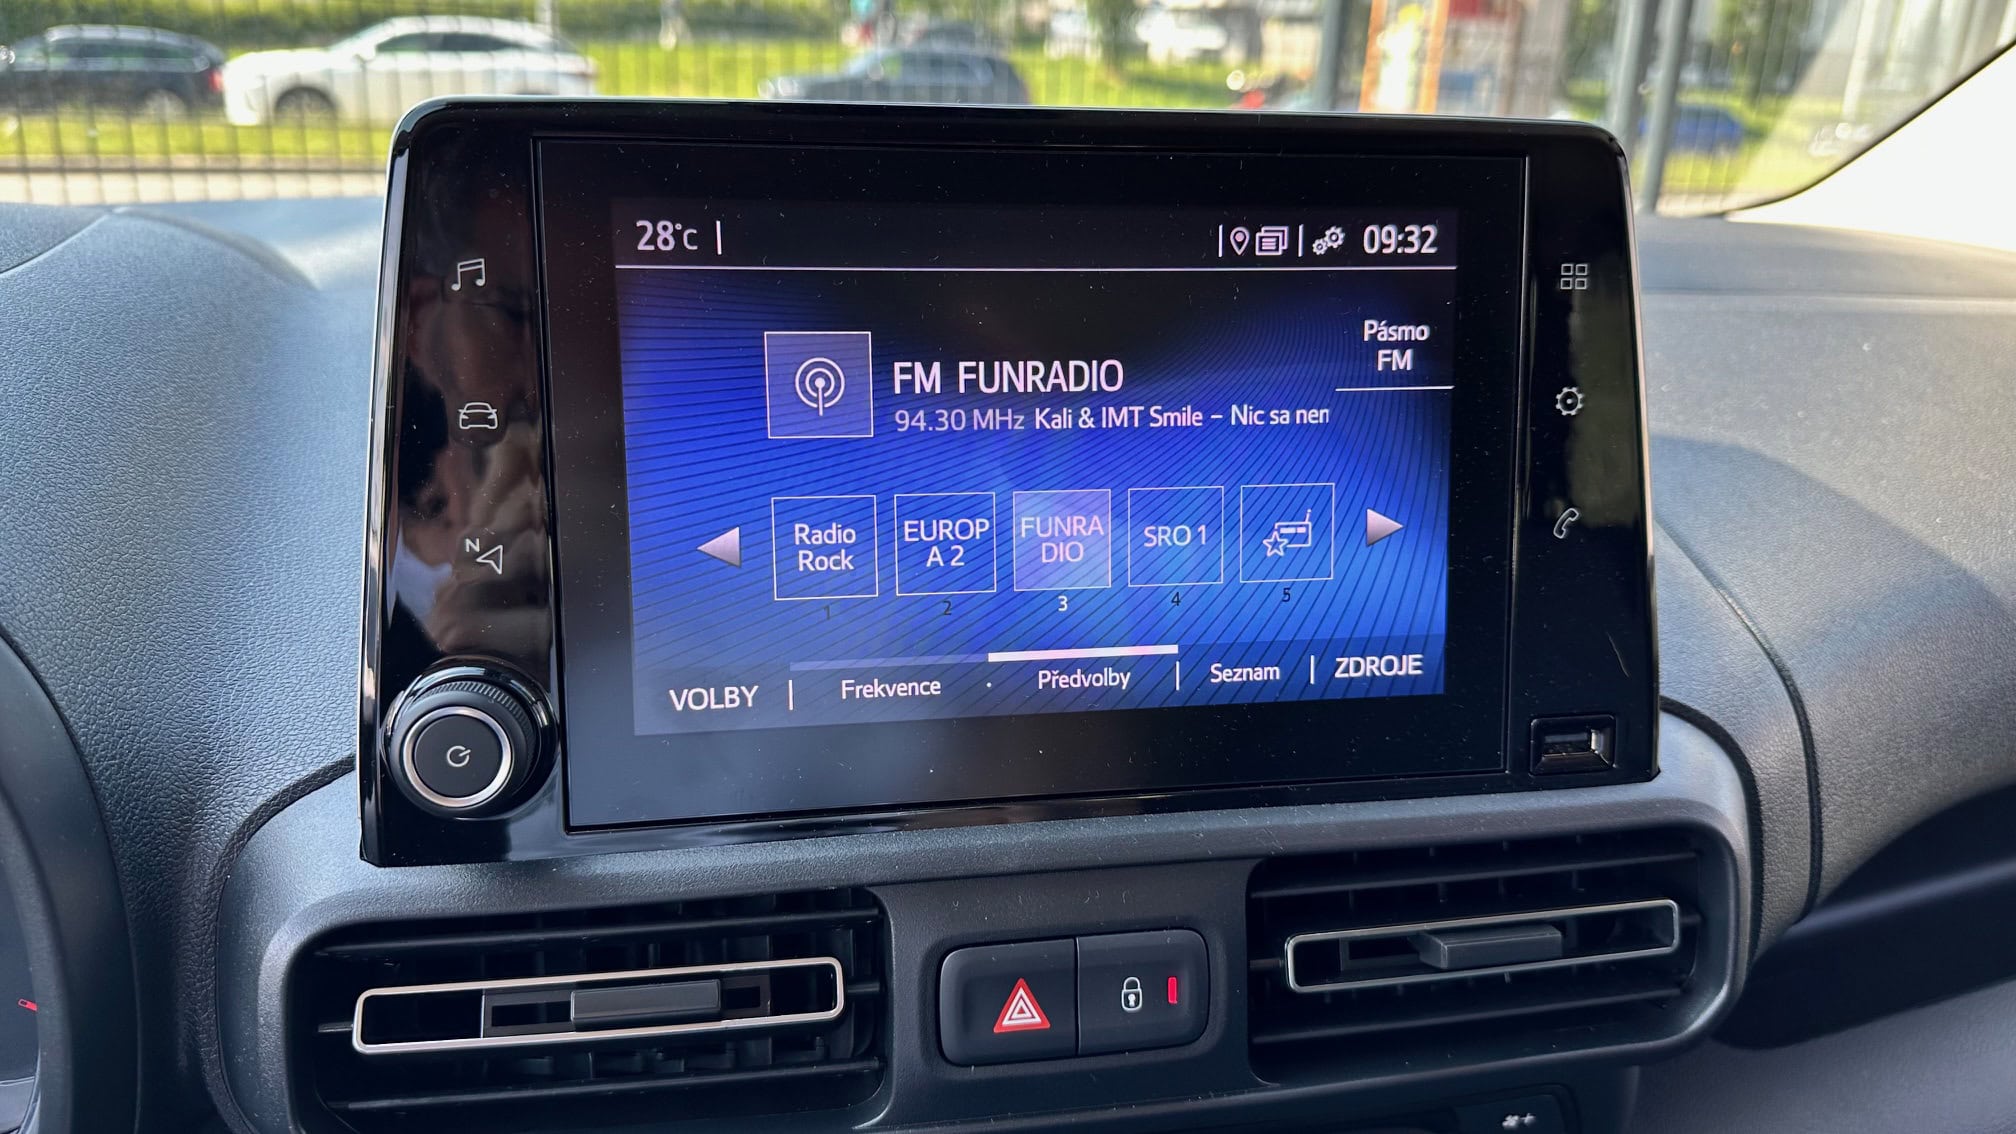 28°C
09:32
Pásmo
FM
FM FUNRADIO
94.30 MHz Kali & IMT Smile – Nic sa nem
Radio
Rock
EUROP
A 2
FUNRA
DIO
SRO 1
1 2 3 4 5
VOLBY Frekvence Předvolby Seznam ZDROJE
N